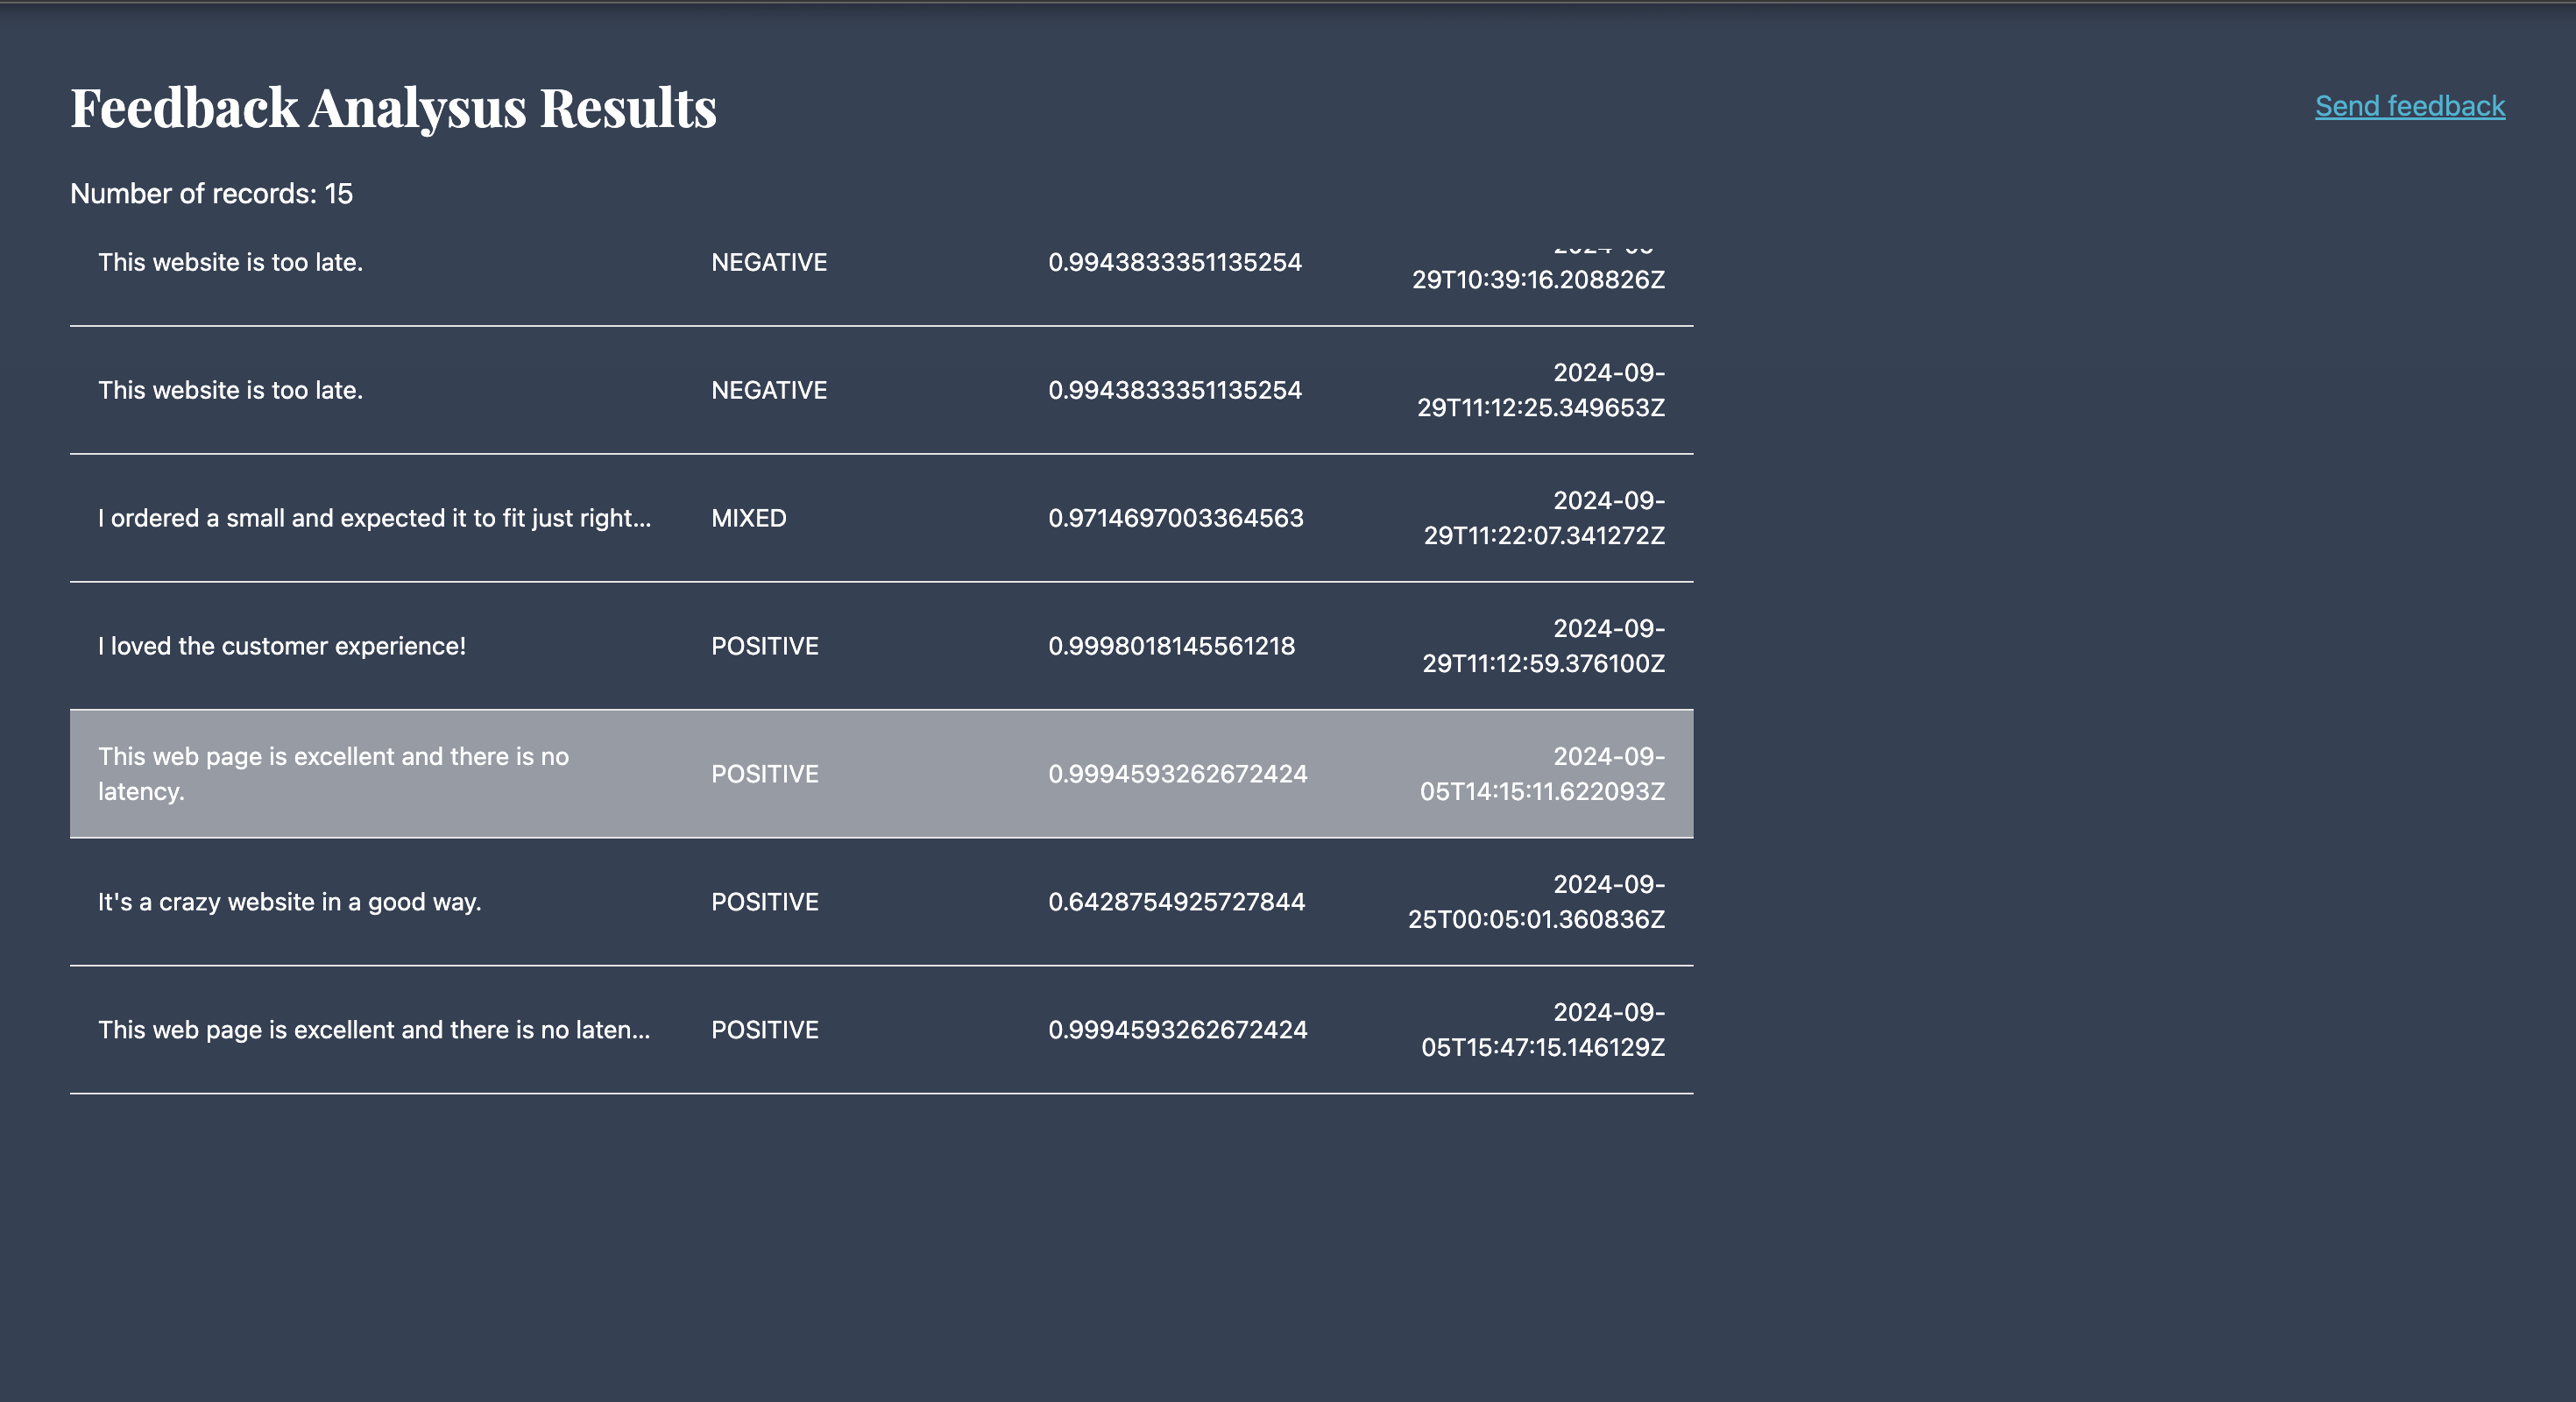 Feedback Analysus Results
Send feedback
Number of records: 15
This website is too late. NEGATIVE 0.9943833351135254
29T10:39:16.208826Z
This website is too late. NEGATIVE 0.9943833351135254 2024-09-
29T11:12:25.349653Z
I ordered a small and expected it to fit just right... MIXED 0.9714697003364563 2024-09-
29T11:22:07.341272Z
I loved the customer experience! POSITIVE 0.9998018145561218 2024-09-
29T11:12:59.376100Z
This web page is excellent and there is no
latency. POSITIVE 0.9994593262672424 2024-09-
05T14:15:11.622093Z
It's a crazy website in a good way. POSITIVE 0.6428754925727844 2024-09-
25T00:05:01.360836Z
This web page is excellent and there is no laten... POSITIVE 0.9994593262672424 2024-09-
05T15:47:15.146129Z